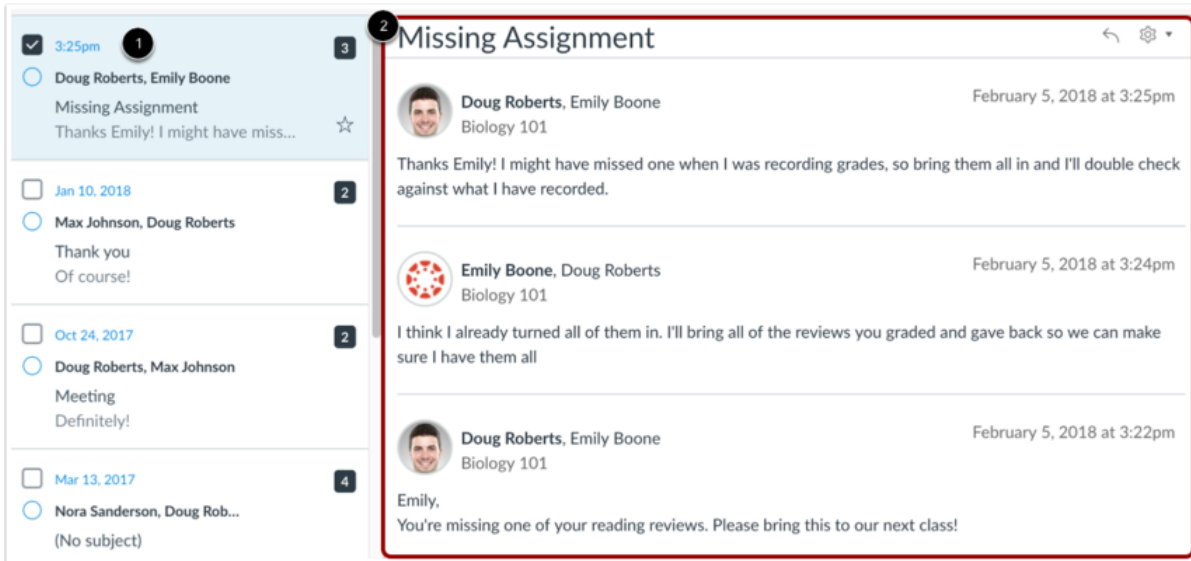 3:25pm
1
3
Doug Roberts, Emily Boone
Missing Assignment
Thanks Emily! I might have miss...
Jan 10, 2018
2
Max Johnson, Doug Roberts
Thank you
Of course!
Oct 24, 2017
2
Doug Roberts, Max Johnson
Meeting
Definitely!
Mar 13, 2017
4
Nora Sanderson, Doug Rob...
(No subject)
2
Missing Assignment
Doug Roberts, Emily Boone
February 5, 2018 at 3:25pm
Biology 101
Thanks Emily! I might have missed one when I was recording grades, so bring them all in and I'll double check
against what I have recorded.
Emily Boone, Doug Roberts
February 5, 2018 at 3:24pm
Biology 101
I think I already turned all of them in. I'll bring all of the reviews you graded and gave back so we can make
sure I have them all
Doug Roberts, Emily Boone
February 5, 2018 at 3:22pm
Biology 101
Emily,
You're missing one of your reading reviews. Please bring this to our next class!